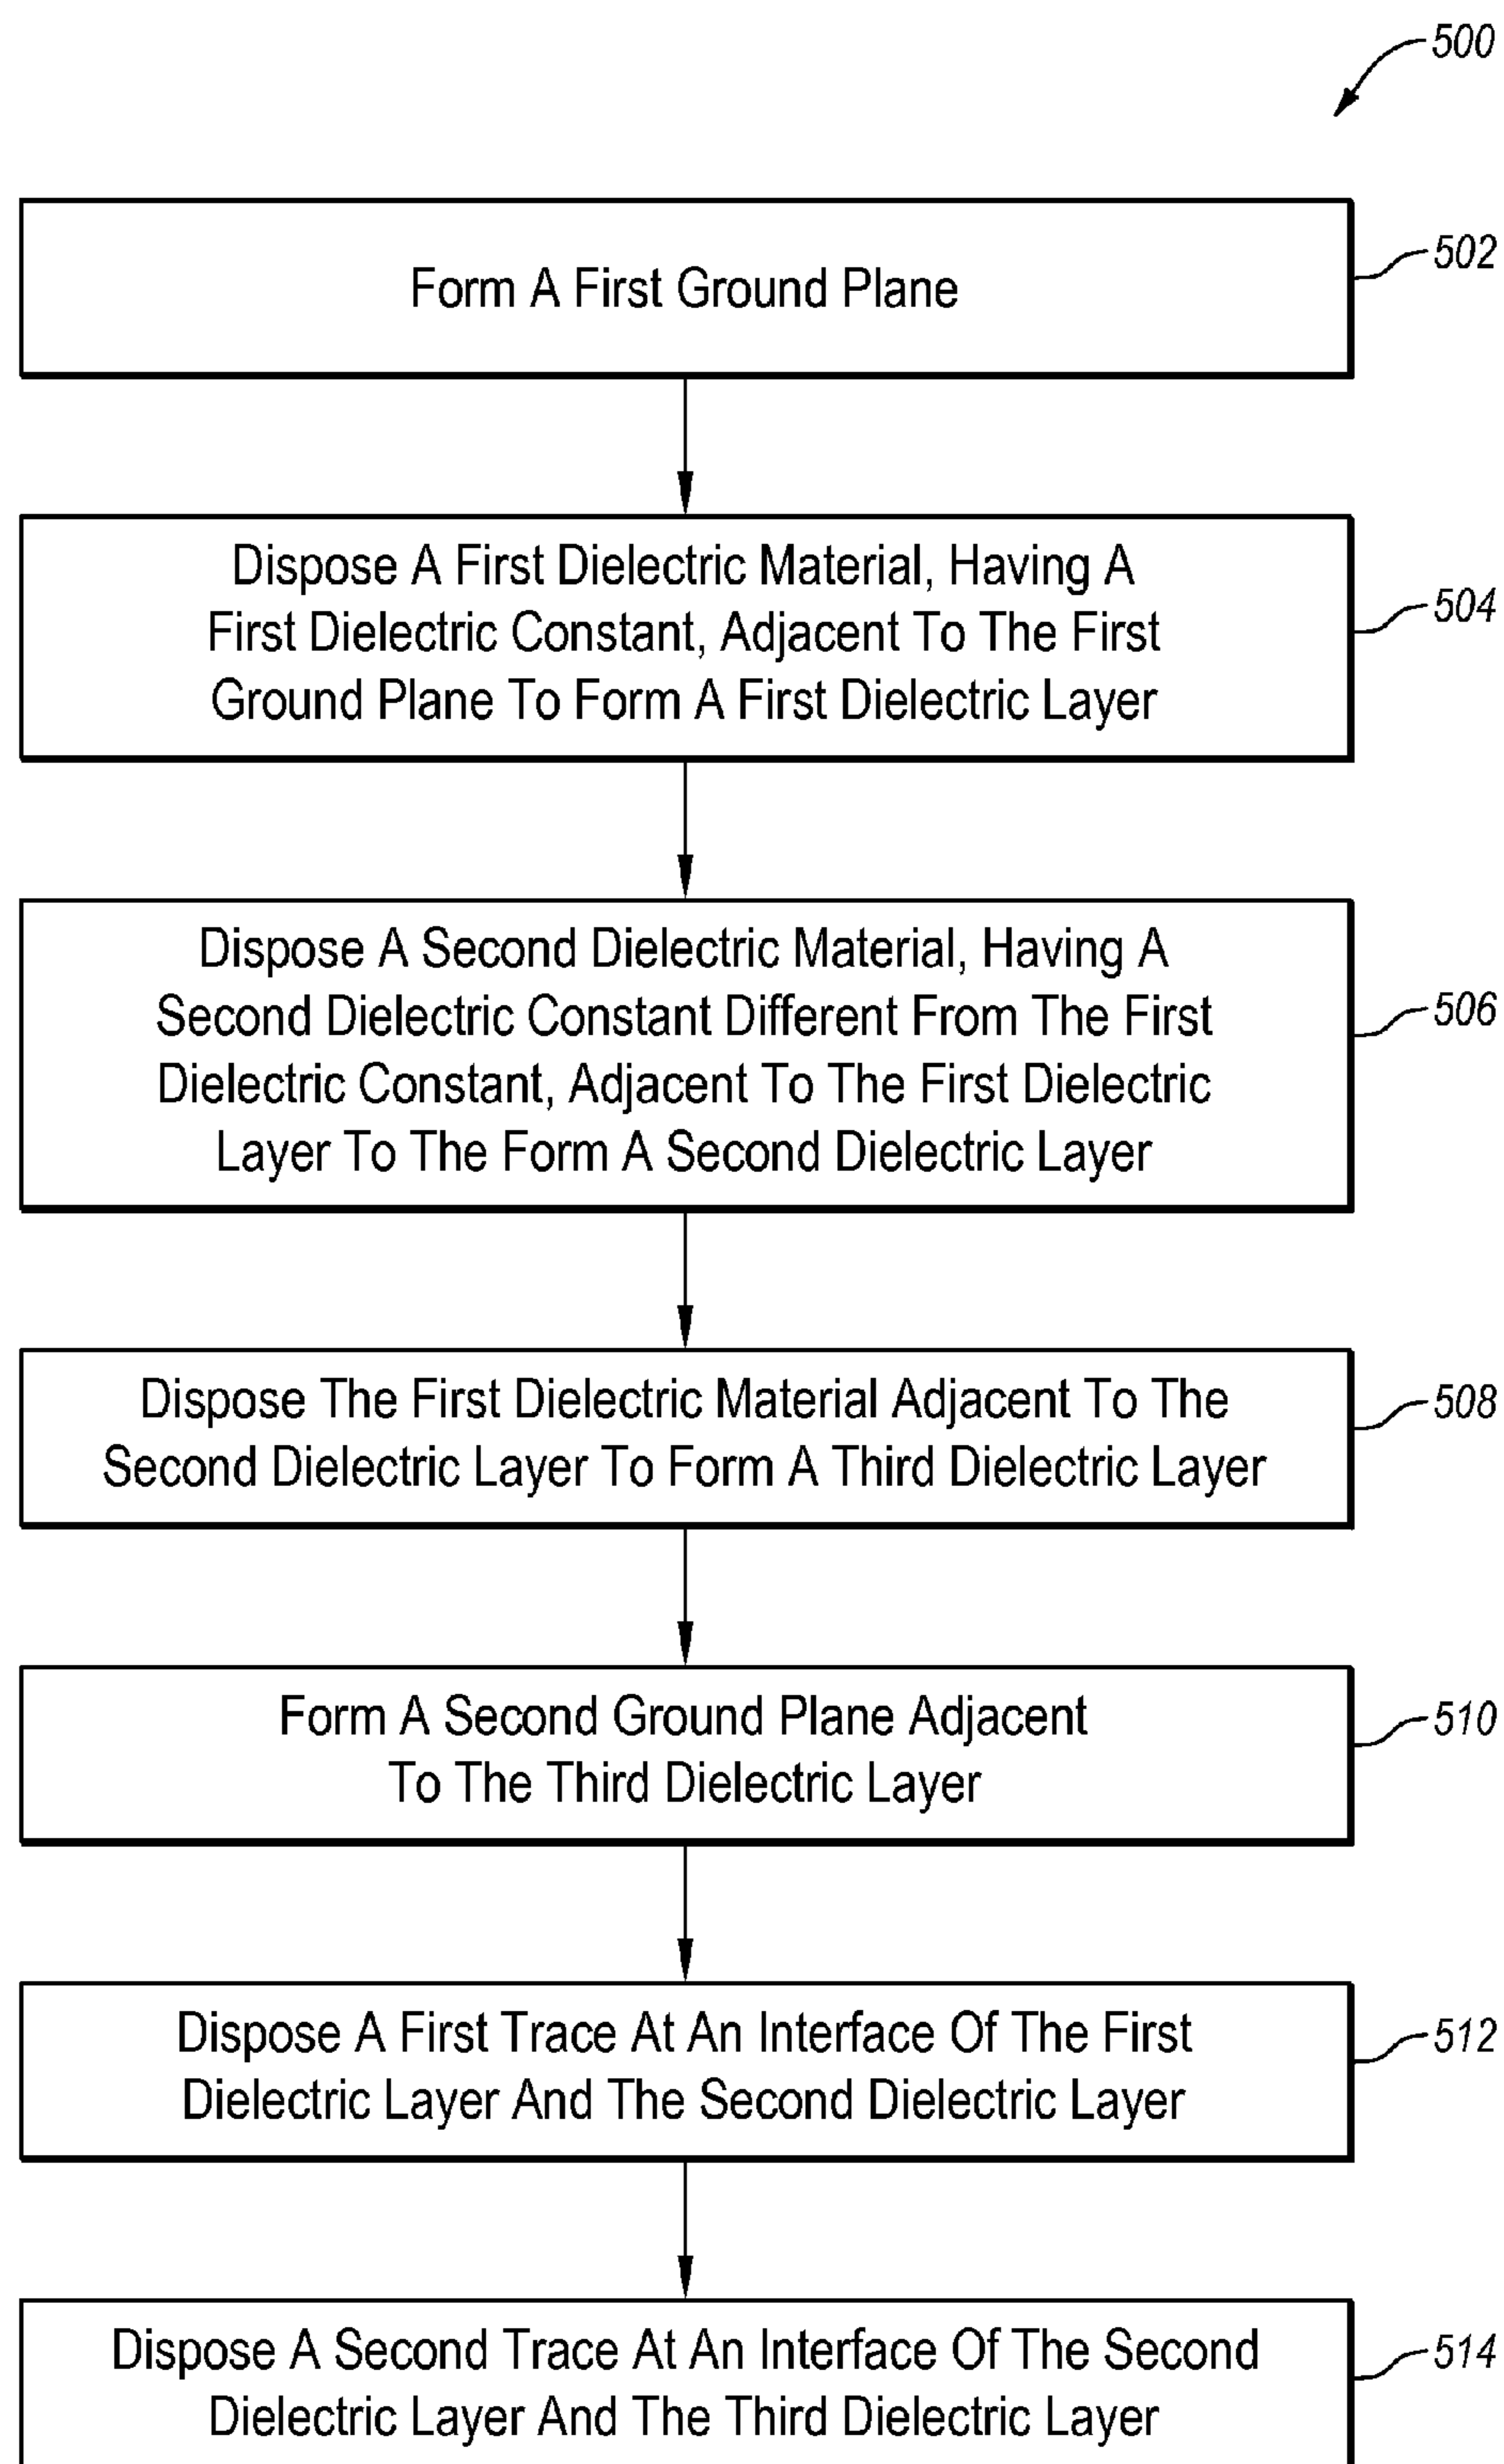 500
Form A First Ground Plane
502
Dispose A First Dielectric Material, Having A
First Dielectric Constant, Adjacent To The First
Ground Plane To Form A First Dielectric Layer
504
Dispose A Second Dielectric Material, Having A
Second Dielectric Constant Different From The First
Dielectric Constant, Adjacent To The First Dielectric
Layer To The Form A Second Dielectric Layer
506
Dispose The First Dielectric Material Adjacent To The
Second Dielectric Layer To Form A Third Dielectric Layer
508
Form A Second Ground Plane Adjacent
To The Third Dielectric Layer
510
Dispose A First Trace At An Interface Of The First
Dielectric Layer And The Second Dielectric Layer
512
Dispose A Second Trace At An Interface Of The Second
Dielectric Layer And The Third Dielectric Layer
514